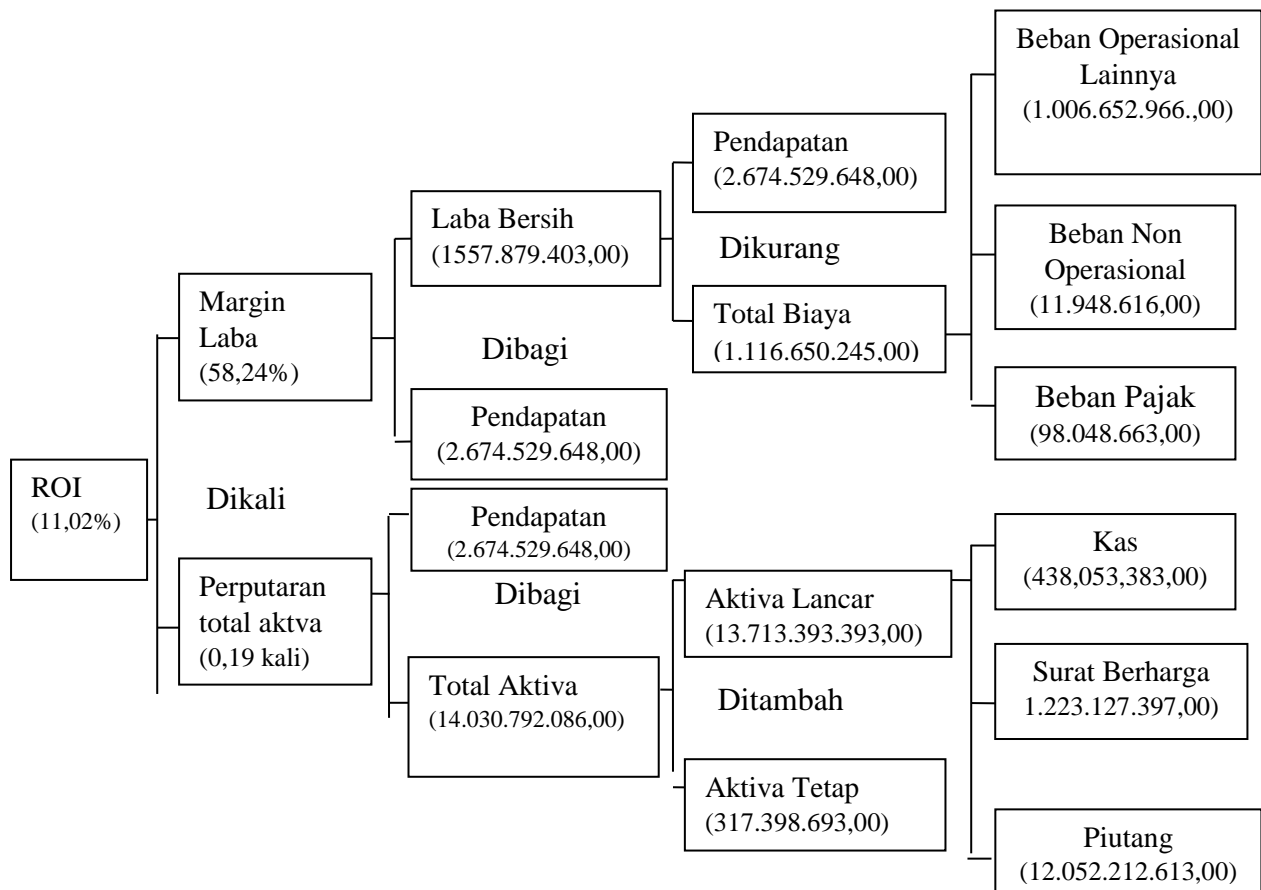 Beban Operasional
Lainnya
(1.006.652.966.,00)
Pendapatan
(2.674.529.648,00)
Laba Bersih
(1557.879.403,00)
Dikurang
Beban Non
Operasional
(11.948.616,00)
Margin
Laba
(58,24%)
Total Biaya
(1.116.650.245,00)
Dibagi
Pendapatan
(2.674.529.648,00)
Beban Pajak
(98.048.663,00)
ROI
(11,02%)
Dikali
Pendapatan
(2.674.529.648,00)
Kas
(438,053,383,00)
Perputaran
total aktva
(0,19 kali)
Dibagi
Aktiva Lancar
(13.713.393.393,00)
Total Aktiva
(14.030.792.086,00)
Ditambah
Surat Berharga
1.223.127.397,00)
Aktiva Tetap
(317.398.693,00)
Piutang
(12.052.212.613,00)